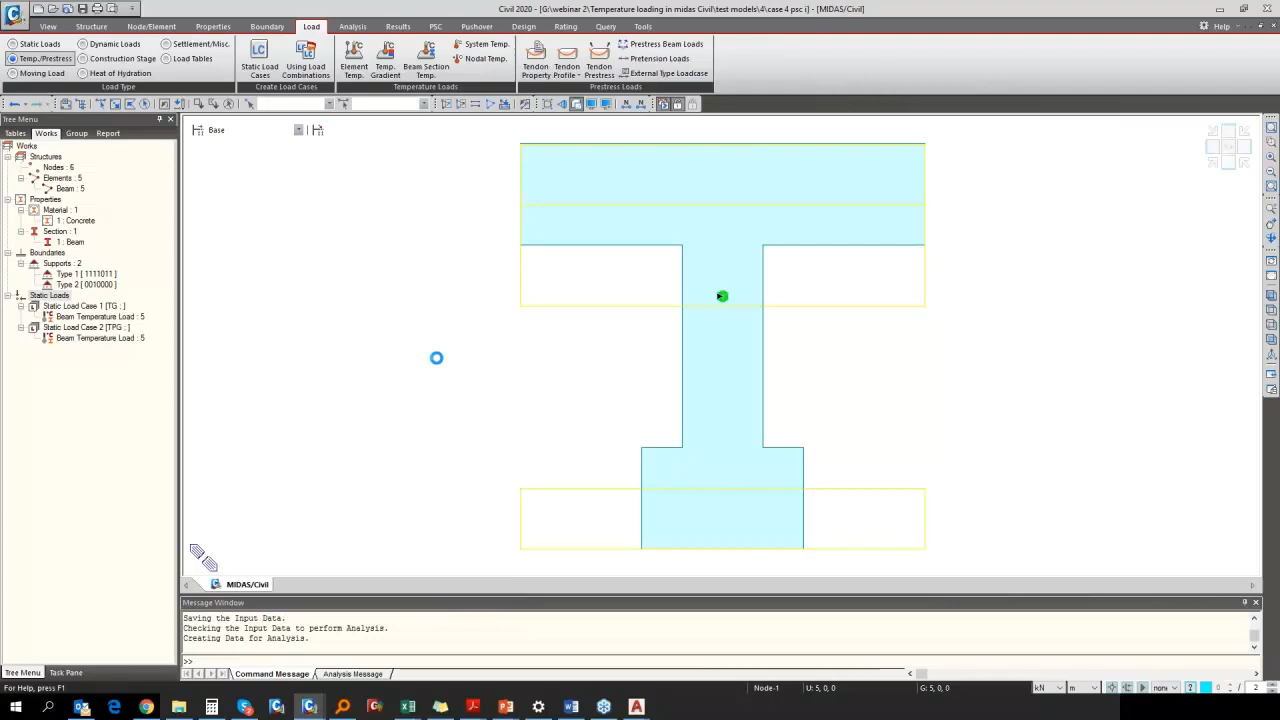 Civil 2020 - [G:\webinar 2\Temperature loading in midas Civil\test models\4\case 4 psc i] - [MIDAS/Civil]
View Structure Node/Element Properties Boundary Load Analysis Results PSC Pushover Design Rating Query Tools Help
Static Loads Dynamic Loads Settlement/Misc.
Temp./Prestress Construction Stage Load Tables
Moving Load Heat of Hydration
Load Type
Static Load Cases
Using Load Combinations
Create Load Cases
Element Temp.
Temp. Gradient
Beam Section Temp.
System Temp.
Nodal Temp.
Temperature Loads
Tendon Property
Tendon Profile
Tendon Prestress
Prestress Beam Loads
Pretension Loads
External Type Loadcase
Prestress Loads
Tree Menu
Tables Works Group Report
Base
Works
Structures
Nodes : 6
Elements : 5
Beam : 5
Properties
Material : 1
1 : Concrete
Section : 1
1 : Beam
Boundaries
Supports : 2
Type 1 [ 1111011 ]
Type 2 [ 0010000 ]
Static Loads
Static Load Case 1 [TG : ]
Beam Temperature Load : 5
Static Load Case 2 [TPG : ]
Beam Temperature Load : 5
MIDAS/Civil
Message Window
Saving the Input Data.
Checking the Input Data to perform Analysis.
Creating Data for Analysis.
>>
Tree Menu Task Pane
Command Message Analysis Message
For Help, press F1
Node-1
U: 5, 0, 0
G: 5, 0, 0
kN
m
non
0
/ 2